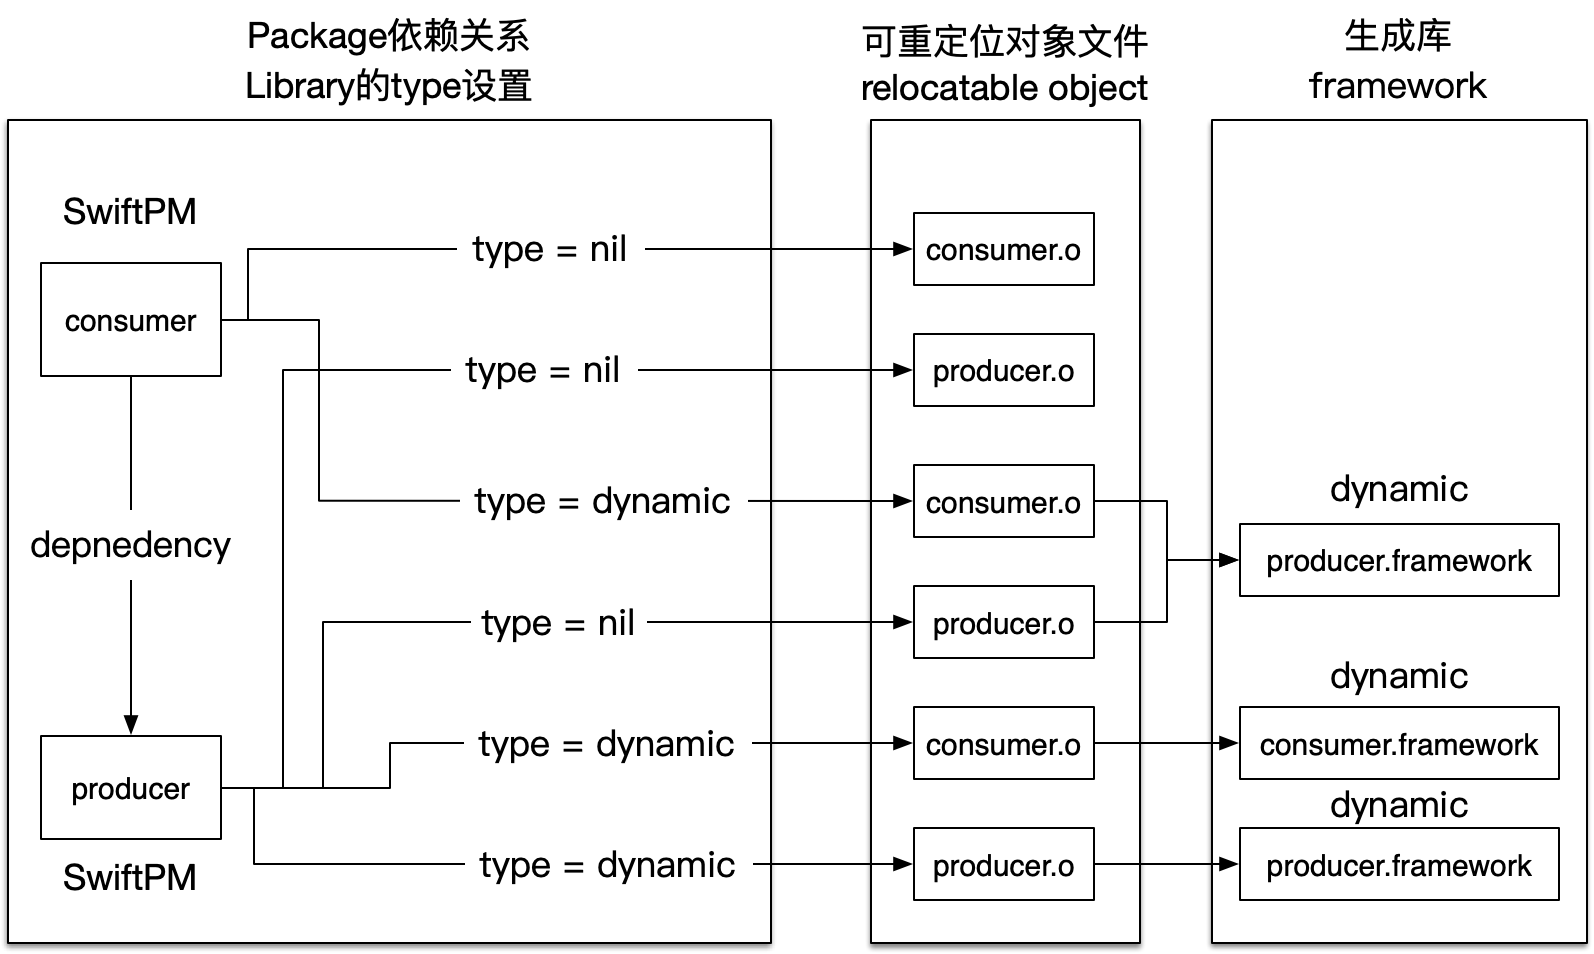 Package依赖关系
Library的type设置
可重定位对象文件
relocatable object
生成库
framework
SwiftPM
consumer
depnedency
producer
SwiftPM
type = nil
type = nil
type = dynamic
type = nil
type = dynamic
type = dynamic
consumer.o
producer.o
consumer.o
producer.o
consumer.o
producer.o
dynamic
producer.framework
dynamic
consumer.framework
dynamic
producer.framework